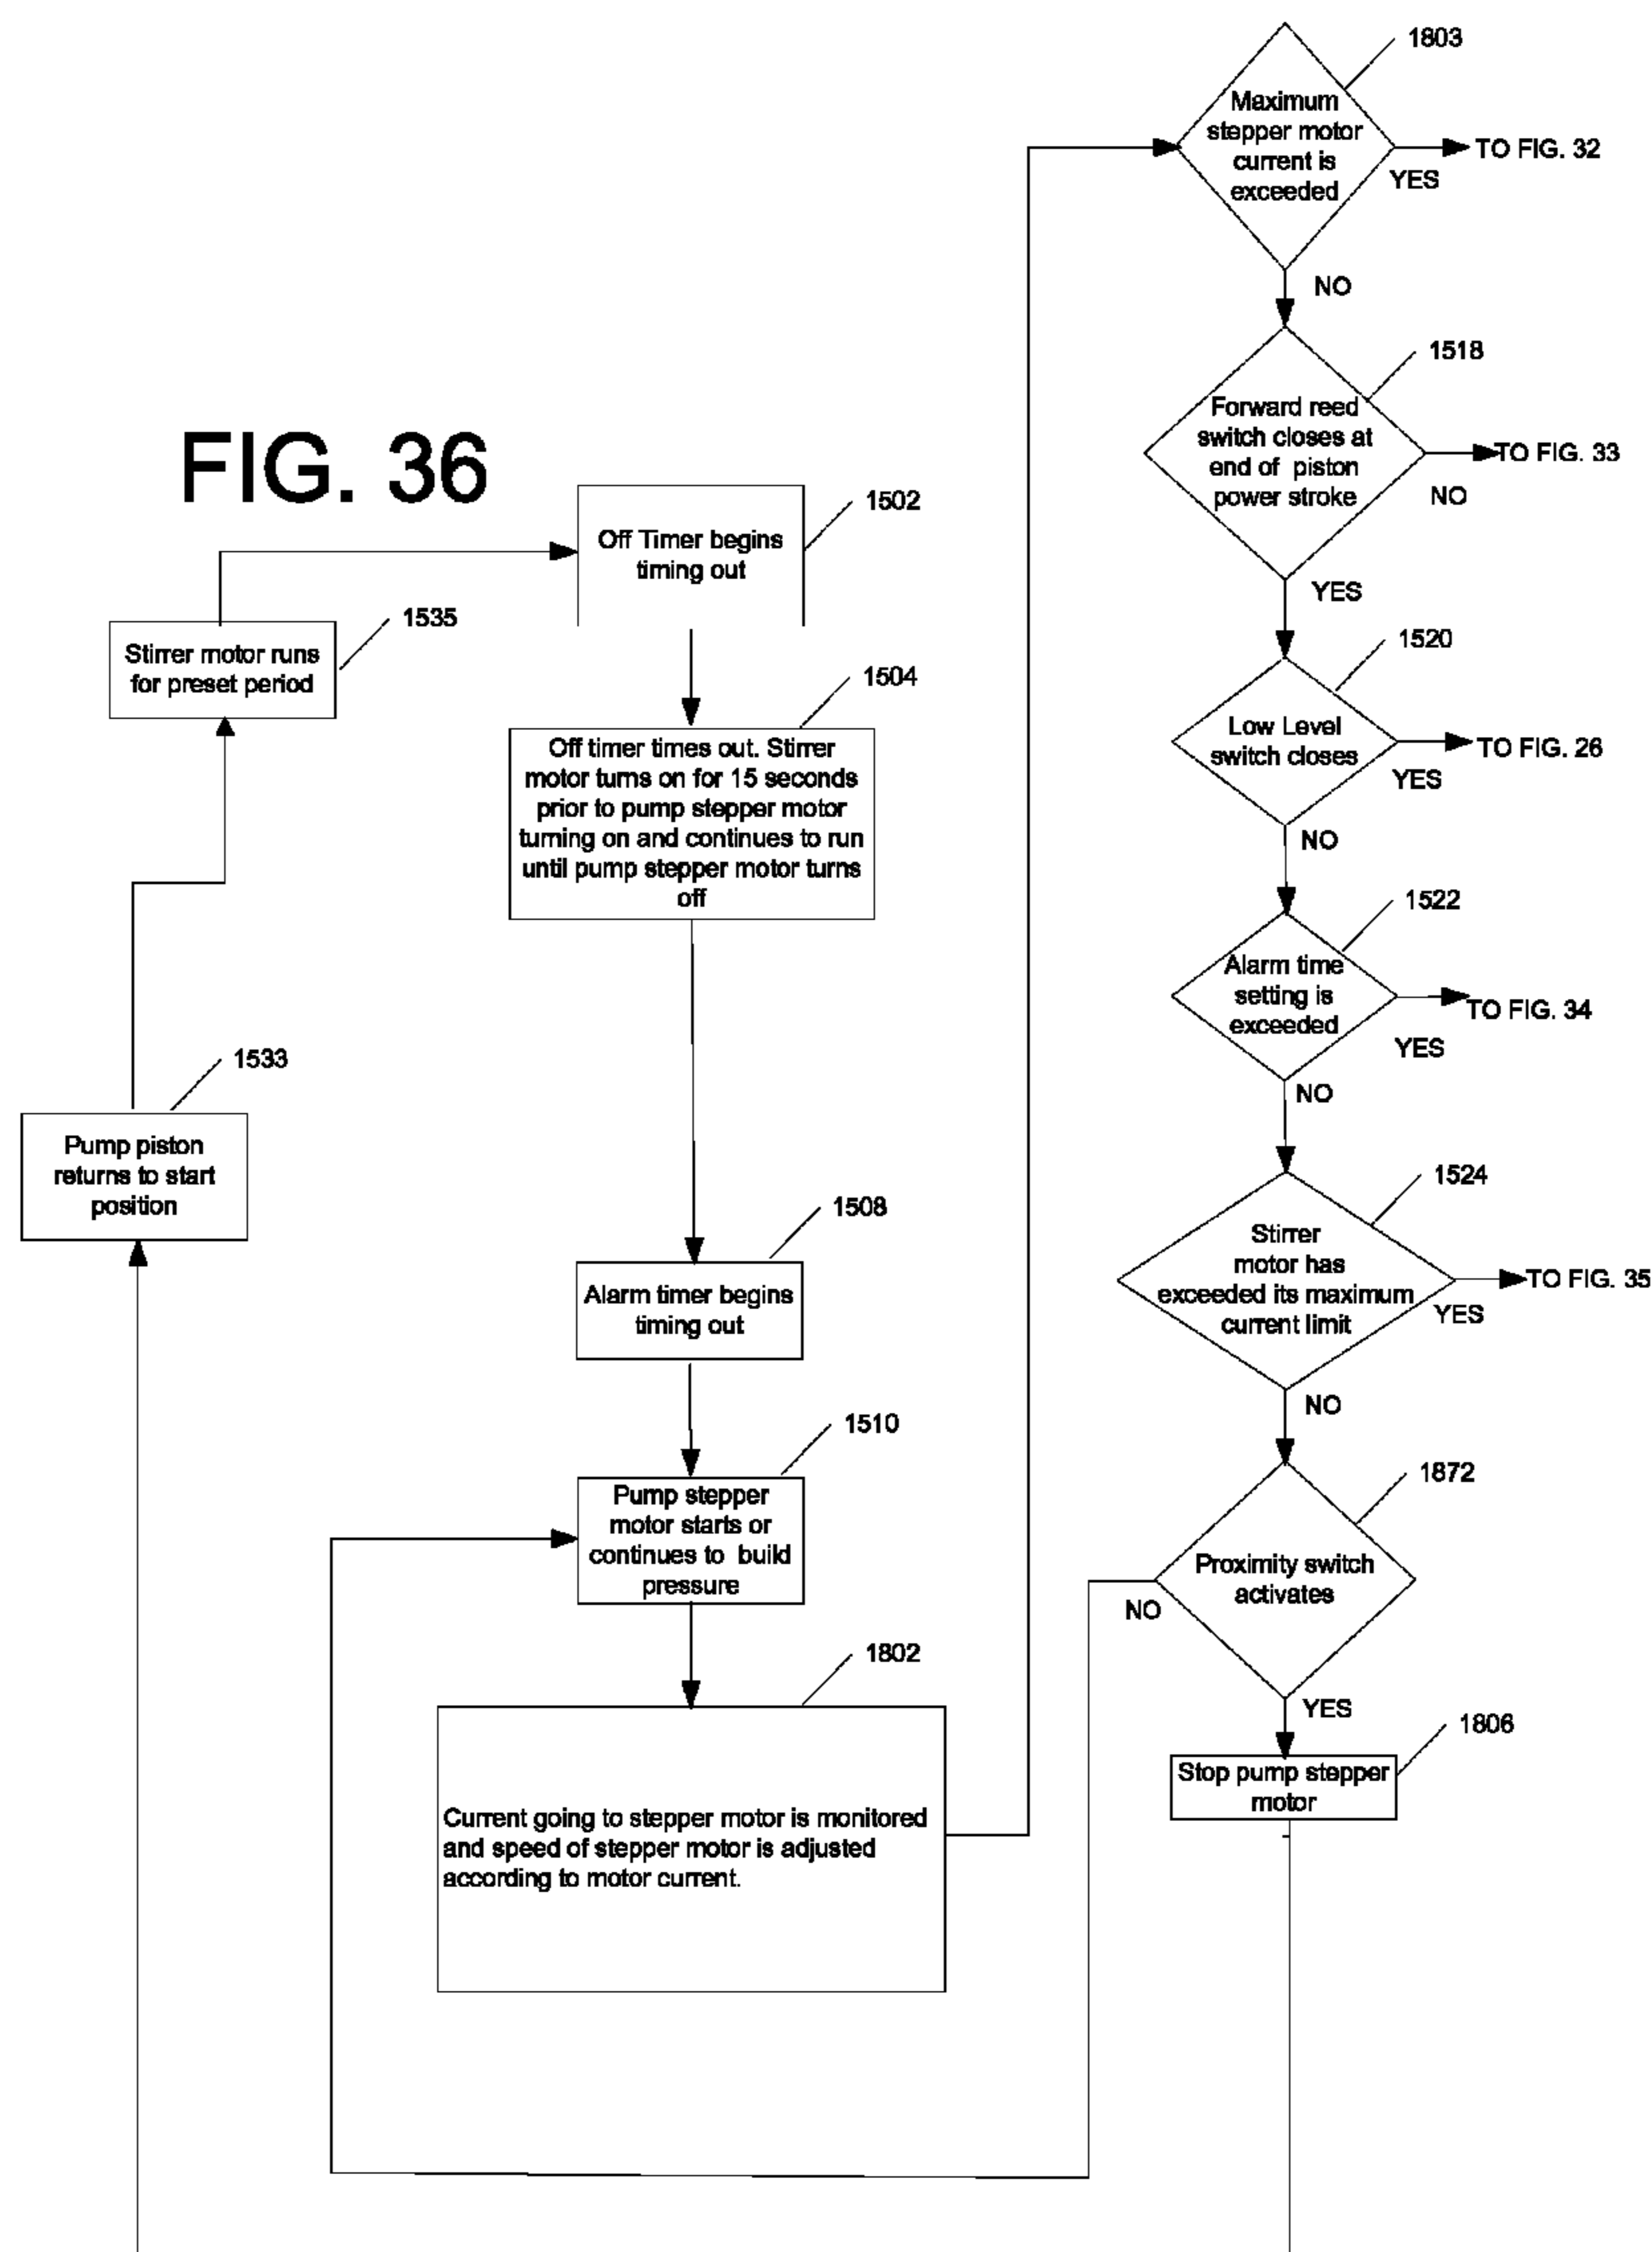 FIG. 36
1502
Off Timer begins
timing out
1535
Stirrer motor runs
for preset period
1504
Off timer times out. Stirrer
motor turns on for 15 seconds
prior to pump stepper motor
turning on and continues to run
until pump stepper motor turns
off
1533
Pump piston
returns to start
position
1508
Alarm timer begins
timing out
1510
Pump stepper
motor starts or
continues to build
pressure
1802
Current going to stepper motor is monitored
and speed of stepper motor is adjusted
according to motor current.
1803
Maximum
stepper motor
current is
exceeded
TO FIG. 32
YES
NO
1518
Forward reed
switch closes at
end of piston
power stroke
TO FIG. 33
NO
YES
1520
Low Level
switch closes
TO FIG. 26
YES
NO
1522
Alarm time
setting is
exceeded
TO FIG. 34
YES
NO
1524
Stirrer
motor has
exceeded its maximum
current limit
TO FIG. 35
YES
NO
1872
Proximity switch
activates
NO
YES
1806
Stop pump stepper
motor